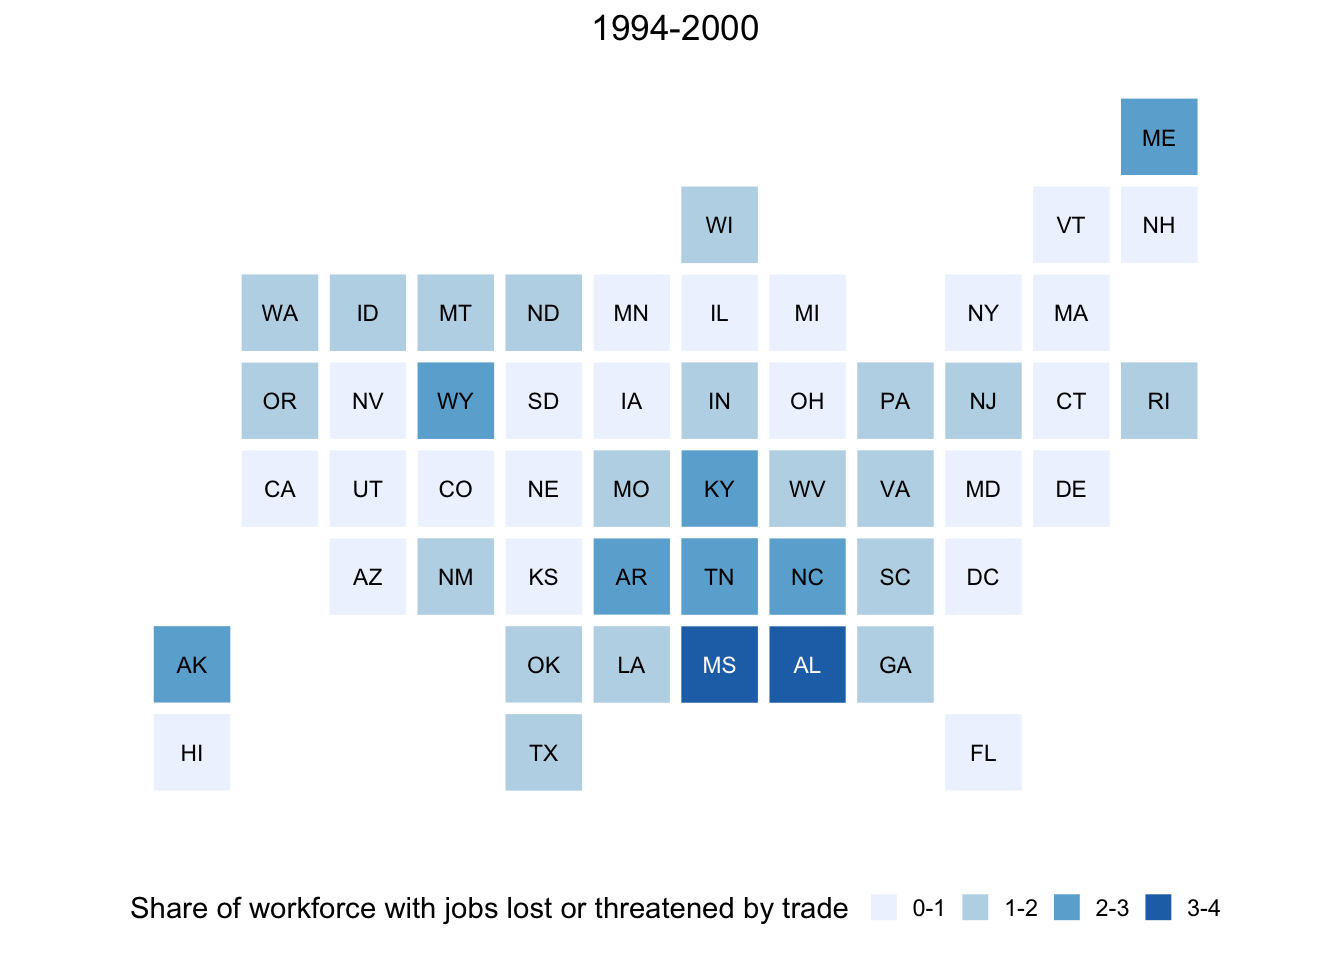 1994-2000
ME
WI VT NH
WA ID MT ND MN IL MI NY MA
OR NV WY SD IA IN OH PA NJ CT RI
CA UT CO NE MO KY WV VA MD DE
AZ NM KS AR TN NC SC DC
AK OK LA MS AL GA
HI TX FL
Share of workforce with jobs lost or threatened by trade 0-1 1-2 2-3 3-4